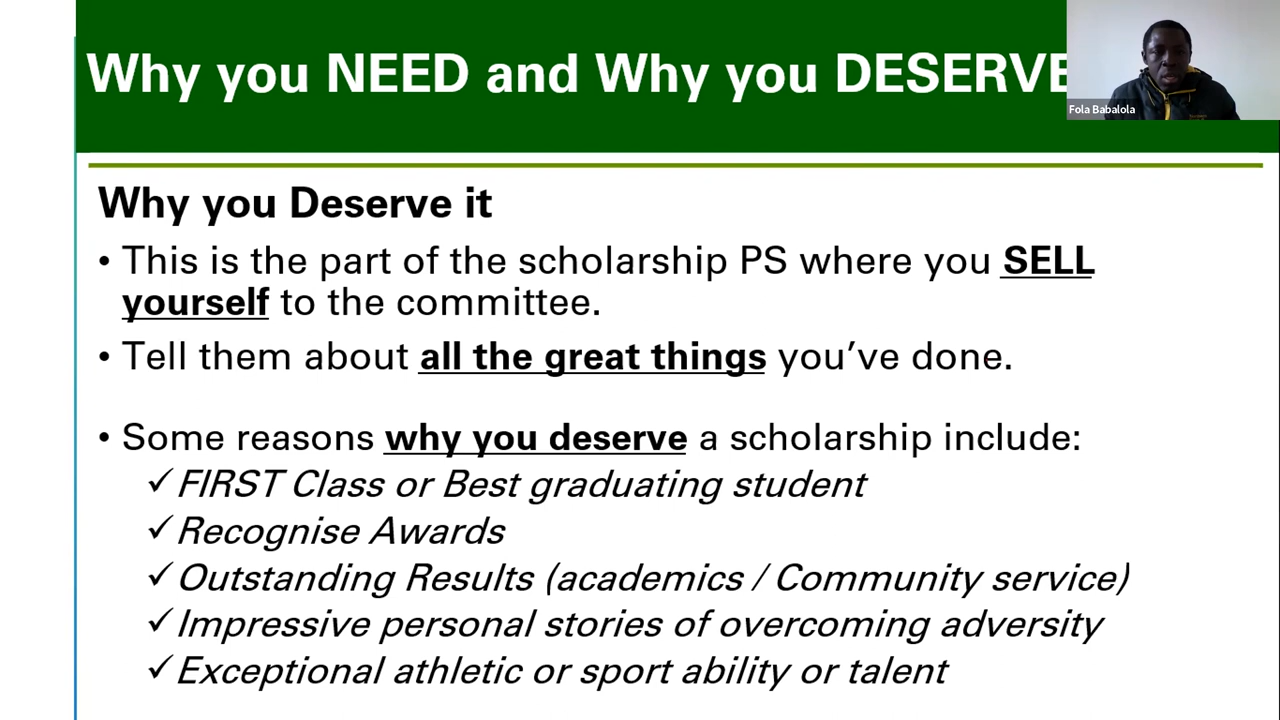 Why you NEED and Why you DESERVE
Fola Babalola
Why you Deserve it
• This is the part of the scholarship PS where you SELL
yourself to the committee.
• Tell them about all the great things you’ve done.
• Some reasons why you deserve a scholarship include:
✓ FIRST Class or Best graduating student
✓ Recognise Awards
✓ Outstanding Results (academics / Community service)
✓ Impressive personal stories of overcoming adversity
✓ Exceptional athletic or sport ability or talent